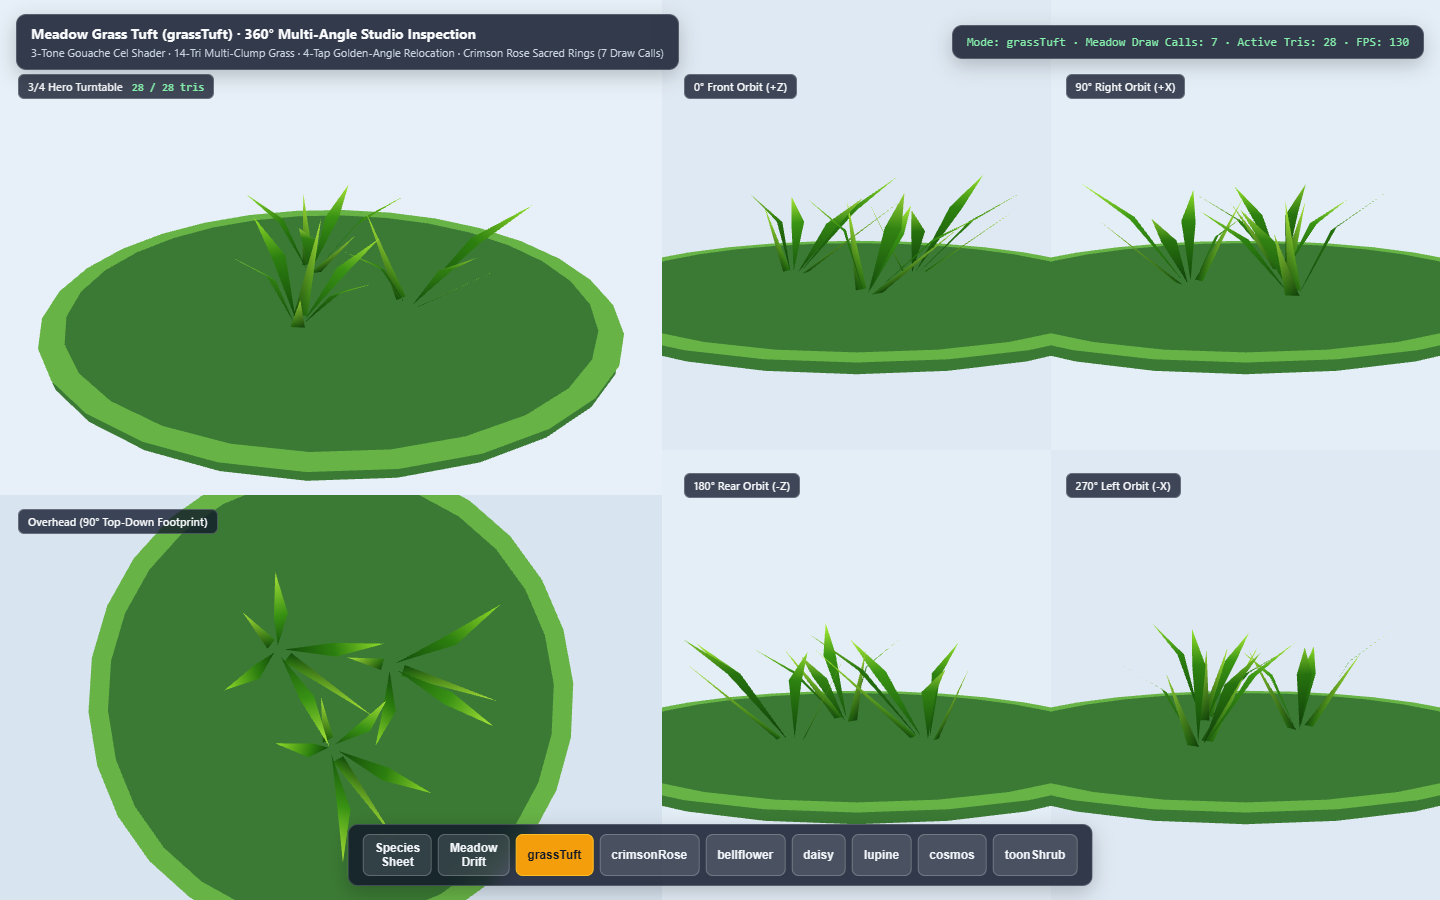 Meadow Grass Tuft (grassTuft) · 360° Multi-Angle Studio Inspection
3-Tone Gouache Cel Shader · 14-Tri Multi-Clump Grass · 4-Tap Golden-Angle Relocation · Crimson Rose Sacred Rings (7 Draw Calls)
Mode: grassTuft · Meadow Draw Calls: 7 · Active Tris: 28 · FPS: 130
3/4 Hero Turntable 28 / 28 tris
0° Front Orbit (+Z)
90° Right Orbit (+X)
180° Rear Orbit (-Z)
270° Left Orbit (-X)
Overhead (90° Top-Down Footprint)
Species
Sheet
Meadow
Drift
grassTuft
crimsonRose
bellflower
daisy
lupine
cosmos
toonShrub